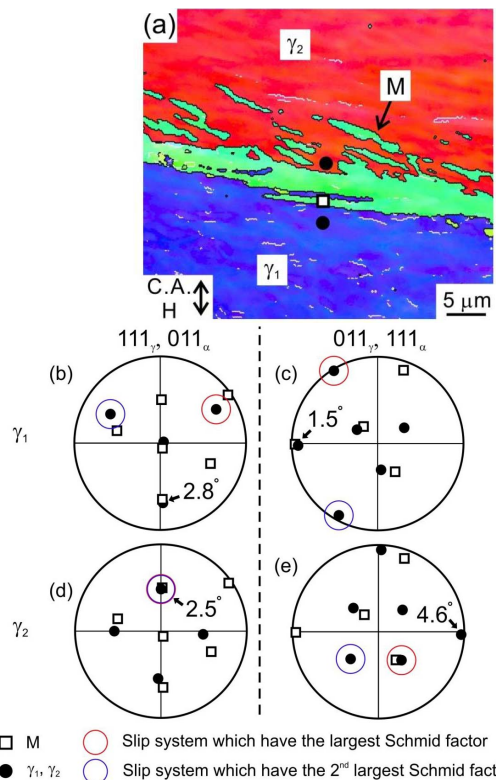 (a)
γ₂
M
γ₁
C.A.
H
5 μm
111γ, 011α
011γ, 111α
(b)
(c)
γ₁
1.5°
2.8°
(d)
(e)
γ₂
2.5°
4.6°
M
Slip system which have the largest Schmid factor
γ₁, γ₂
Slip system which have the 2nd largest Schmid fact